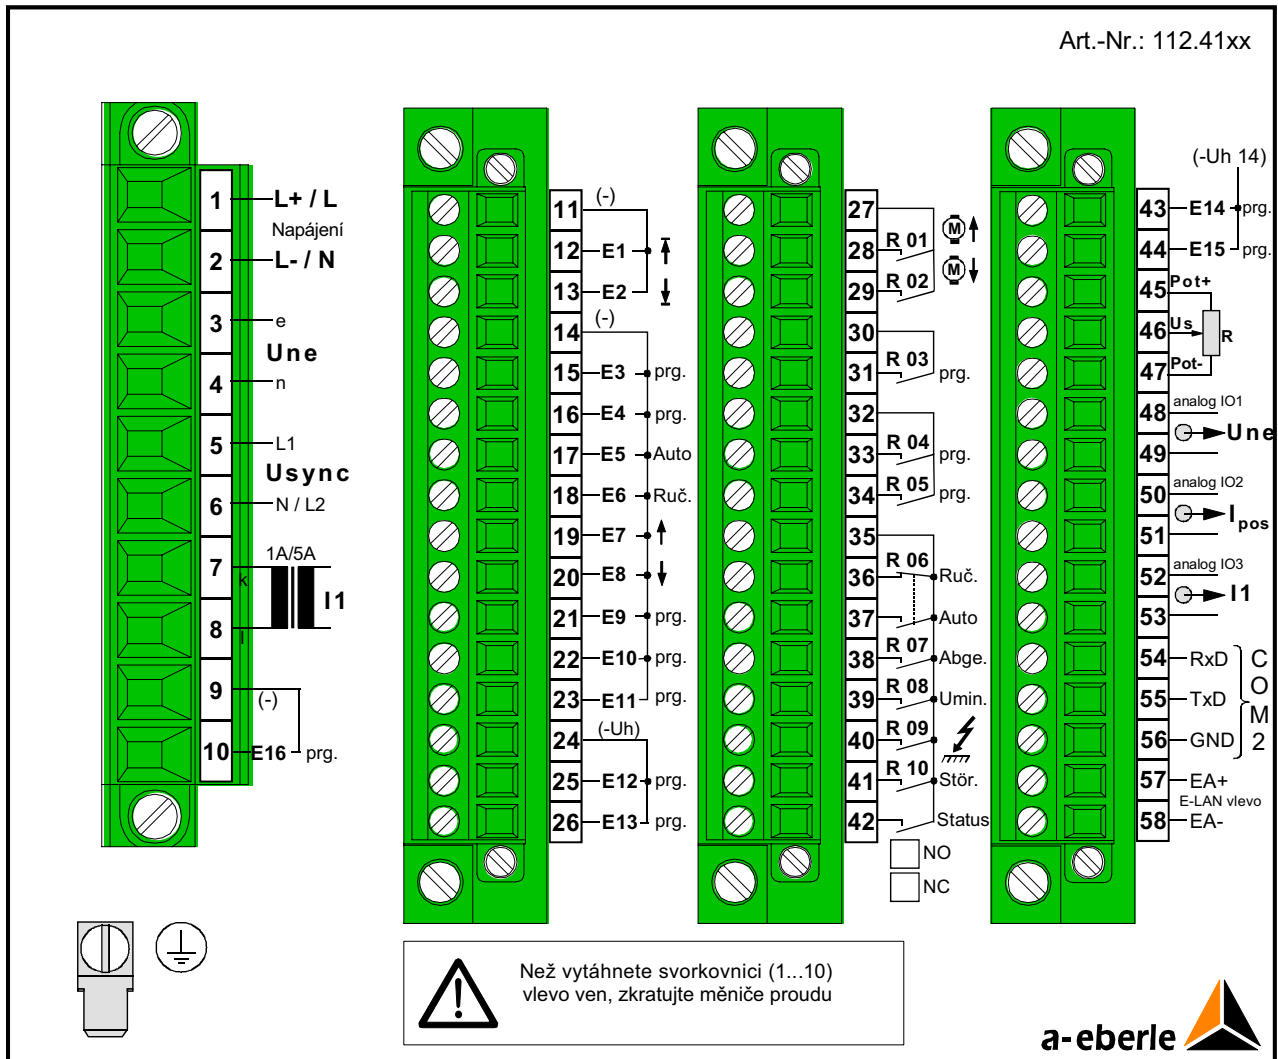 Art.-Nr.: 112.41xx
1 L+ / L
Napájení
2 L- / N
3 e
Une
4 n
5 L1
Usync
6 N / L2
1A/5A
7 k
I1
8 l
9 (-)
10 E16 prg.
11 (-)
12 E1
13 E2
14 (-)
15 E3 prg.
16 E4 prg.
17 E5 Auto
18 E6 Ruč.
19 E7
20 E8
21 E9 prg.
22 E10 prg.
23 E11 prg.
24 (-Uh)
25 E12 prg.
26 E13 prg.
27
M
28 R 01
M
29 R 02
30
31 R 03 prg.
32
33 R 04 prg.
34 R 05 prg.
35
36 R 06 Ruč.
37 Auto
38 R 07 Abge.
39 R 08 Umin.
40 R 09
41 R 10 Stör.
42 Status
NO
NC
(-Uh 14)
43 E14 prg.
44 E15 prg.
45 Pot+
46 Us R
47 Pot-
48 analog IO1
Une
49
50 analog IO2
Ipos
51
52 analog IO3
I1
53
54 RxD
55 TxD
56 GND
COM2
57 EA+
E-LAN vlevo
58 EA-
Než vytáhnete svorkovnici (1...10)
vlevo ven, zkratujte měniče proudu
a-eberle